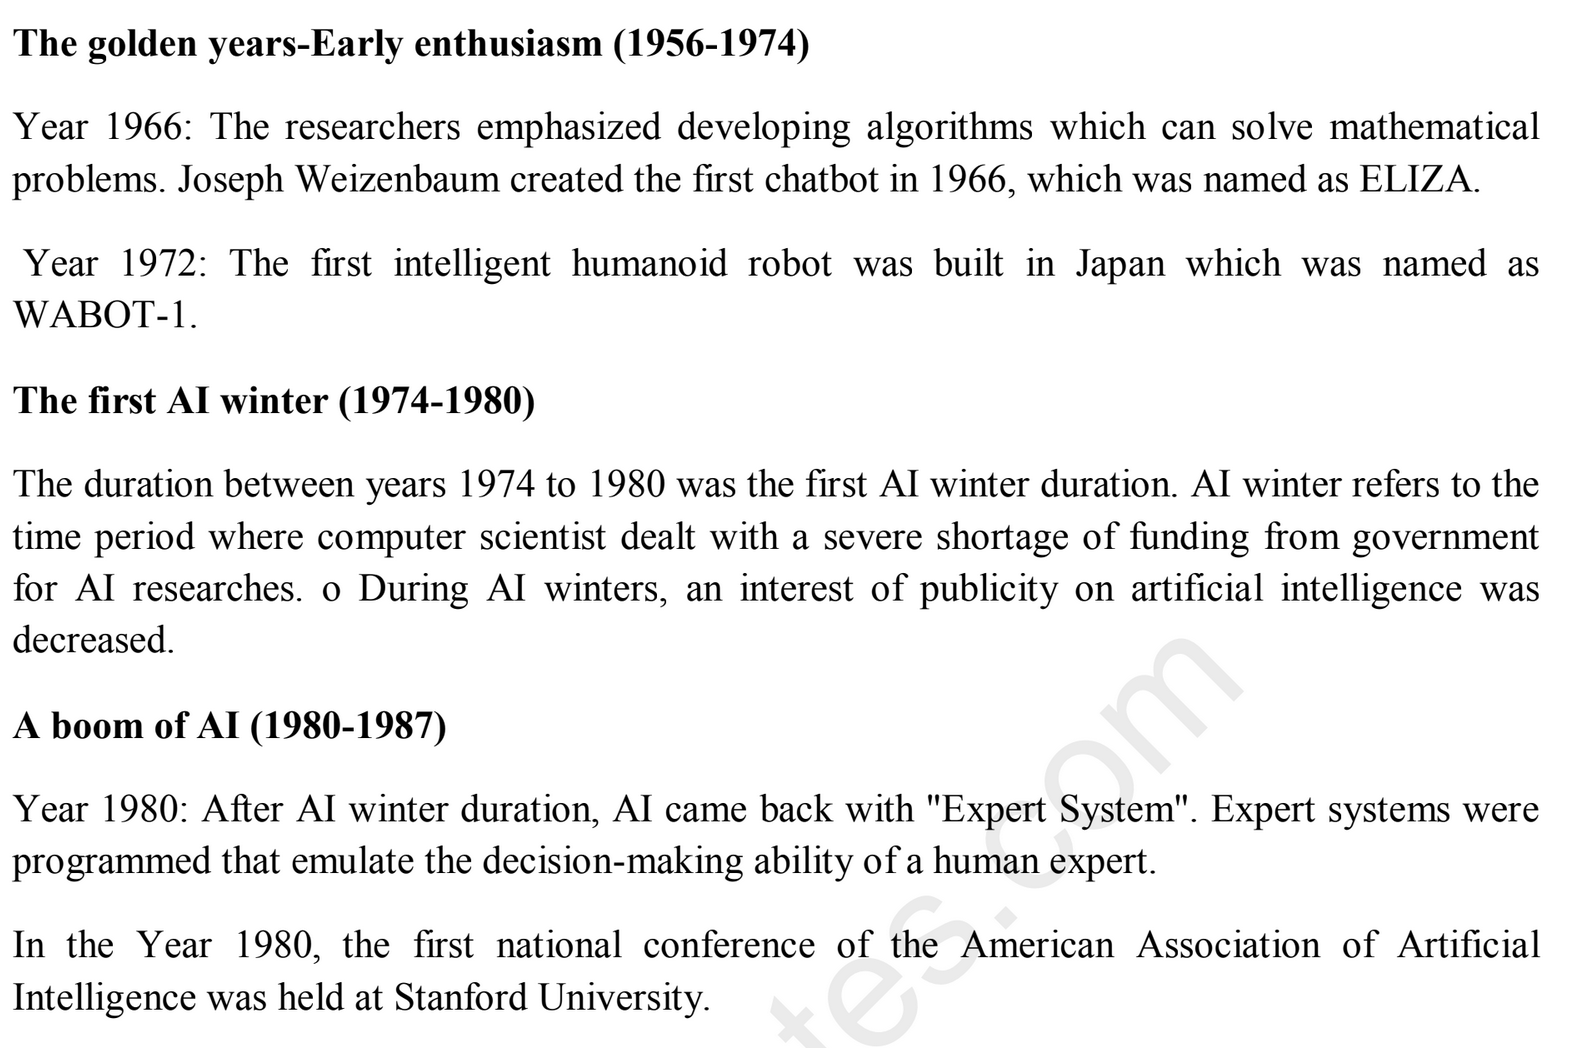 The golden years-Early enthusiasm (1956-1974)
Year 1966: The researchers emphasized developing algorithms which can solve mathematical
problems. Joseph Weizenbaum created the first chatbot in 1966, which was named as ELIZA.
Year 1972: The first intelligent humanoid robot was built in Japan which was named as
WABOT-1.
The first AI winter (1974-1980)
The duration between years 1974 to 1980 was the first AI winter duration. AI winter refers to the
time period where computer scientist dealt with a severe shortage of funding from government
for AI researches. o During AI winters, an interest of publicity on artificial intelligence was
decreased.
A boom of AI (1980-1987)
Year 1980: After AI winter duration, AI came back with "Expert System". Expert systems were
programmed that emulate the decision-making ability of a human expert.
In the Year 1980, the first national conference of the American Association of Artificial
Intelligence was held at Stanford University.
tes.com